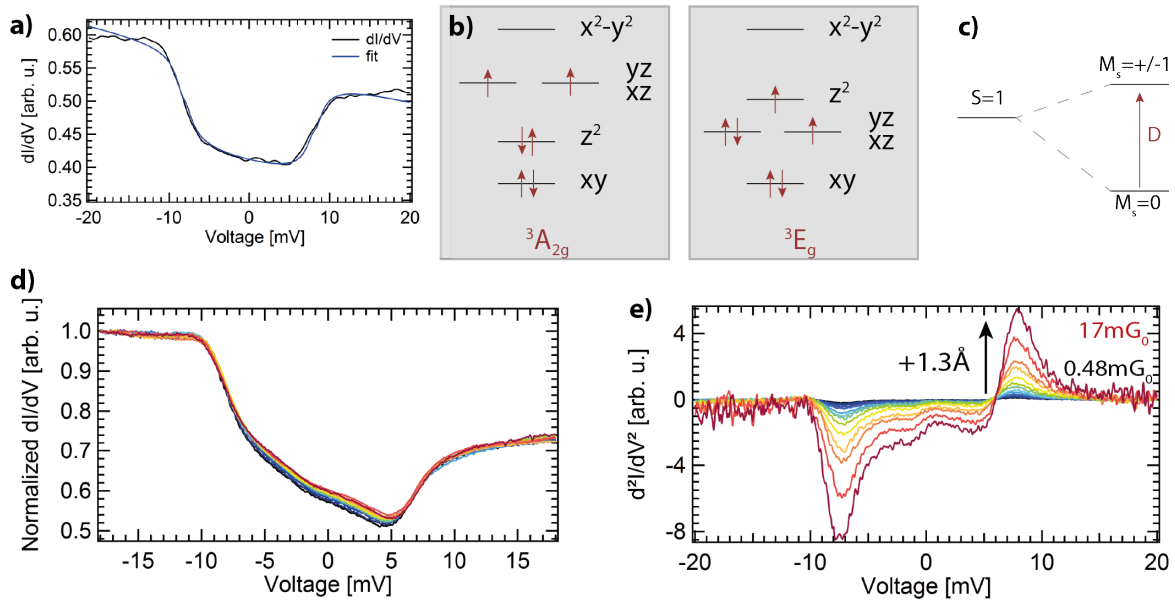 a)
dI/dV [arb. u.]
0.60
0.55
0.50
0.45
0.40
0.35
dI/dV
fit
-20 -10 0 10 20
Voltage [mV]
b)
x²-y²
yz
xz
z²
xy
³A₂g
x²-y²
z²
yz
xz
xy
³Eg
c)
S=1
Mₛ=+/-1
D
Mₛ=0
d)
Normalized dI/dV [arb. u.]
1.0
0.9
0.8
0.7
0.6
0.5
-15 -10 -5 0 5 10 15
Voltage [mV]
e)
d²I/dV² [arb. u.]
4
0
-4
-8
+1.3Å
17mG₀
0.48mG₀
-20 -10 0 10 20
Voltage [mV]